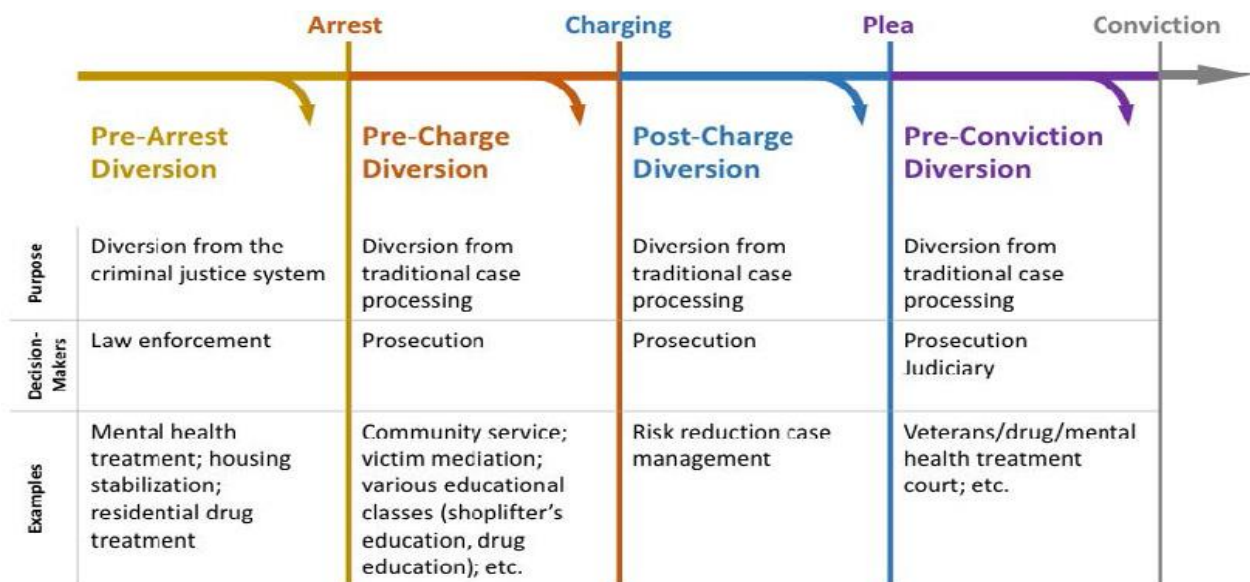 Arrest
Charging
Plea
Conviction
Pre-Arrest
Diversion
Pre-Charge
Diversion
Post-Charge
Diversion
Pre-Conviction
Diversion
Purpose
Diversion from the
criminal justice system
Diversion from
traditional case
processing
Diversion from
traditional case
processing
Diversion from
traditional case
processing
Decision-
Makers
Law enforcement
Prosecution
Prosecution
Prosecution
Judiciary
Examples
Mental health
treatment; housing
stabilization;
residential drug
treatment
Community service;
victim mediation;
various educational
classes (shoplifter’s
education, drug
education); etc.
Risk reduction case
management
Veterans/drug/mental
health treatment
court; etc.